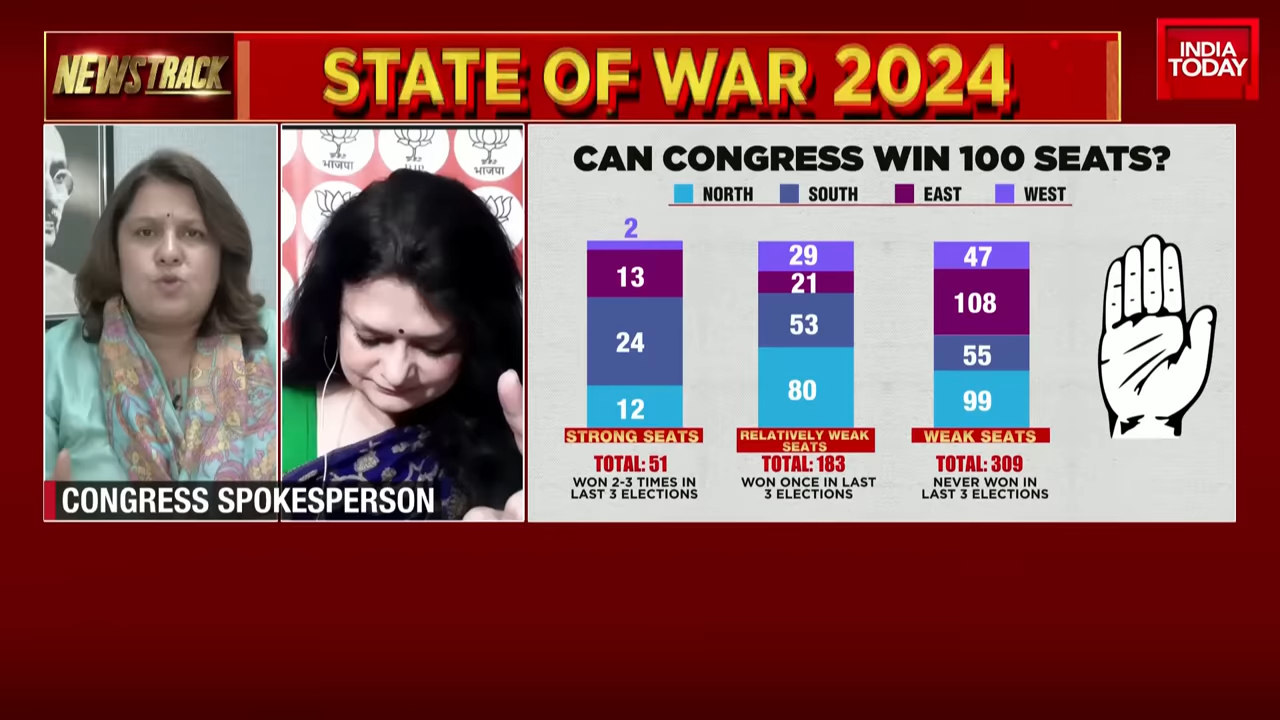 NEWSTRACK
STATE OF WAR 2024
INDIA
TODAY
भाजपा
भाजपा
CAN CONGRESS WIN 100 SEATS?
NORTH SOUTH EAST WEST
2
13
24
12
STRONG SEATS
TOTAL: 51
WON 2-3 TIMES IN
LAST 3 ELECTIONS
29
21
53
80
RELATIVELY WEAK
SEATS
TOTAL: 183
WON ONCE IN LAST
3 ELECTIONS
47
108
55
99
WEAK SEATS
TOTAL: 309
NEVER WON IN
LAST 3 ELECTIONS
CONGRESS SPOKESPERSON